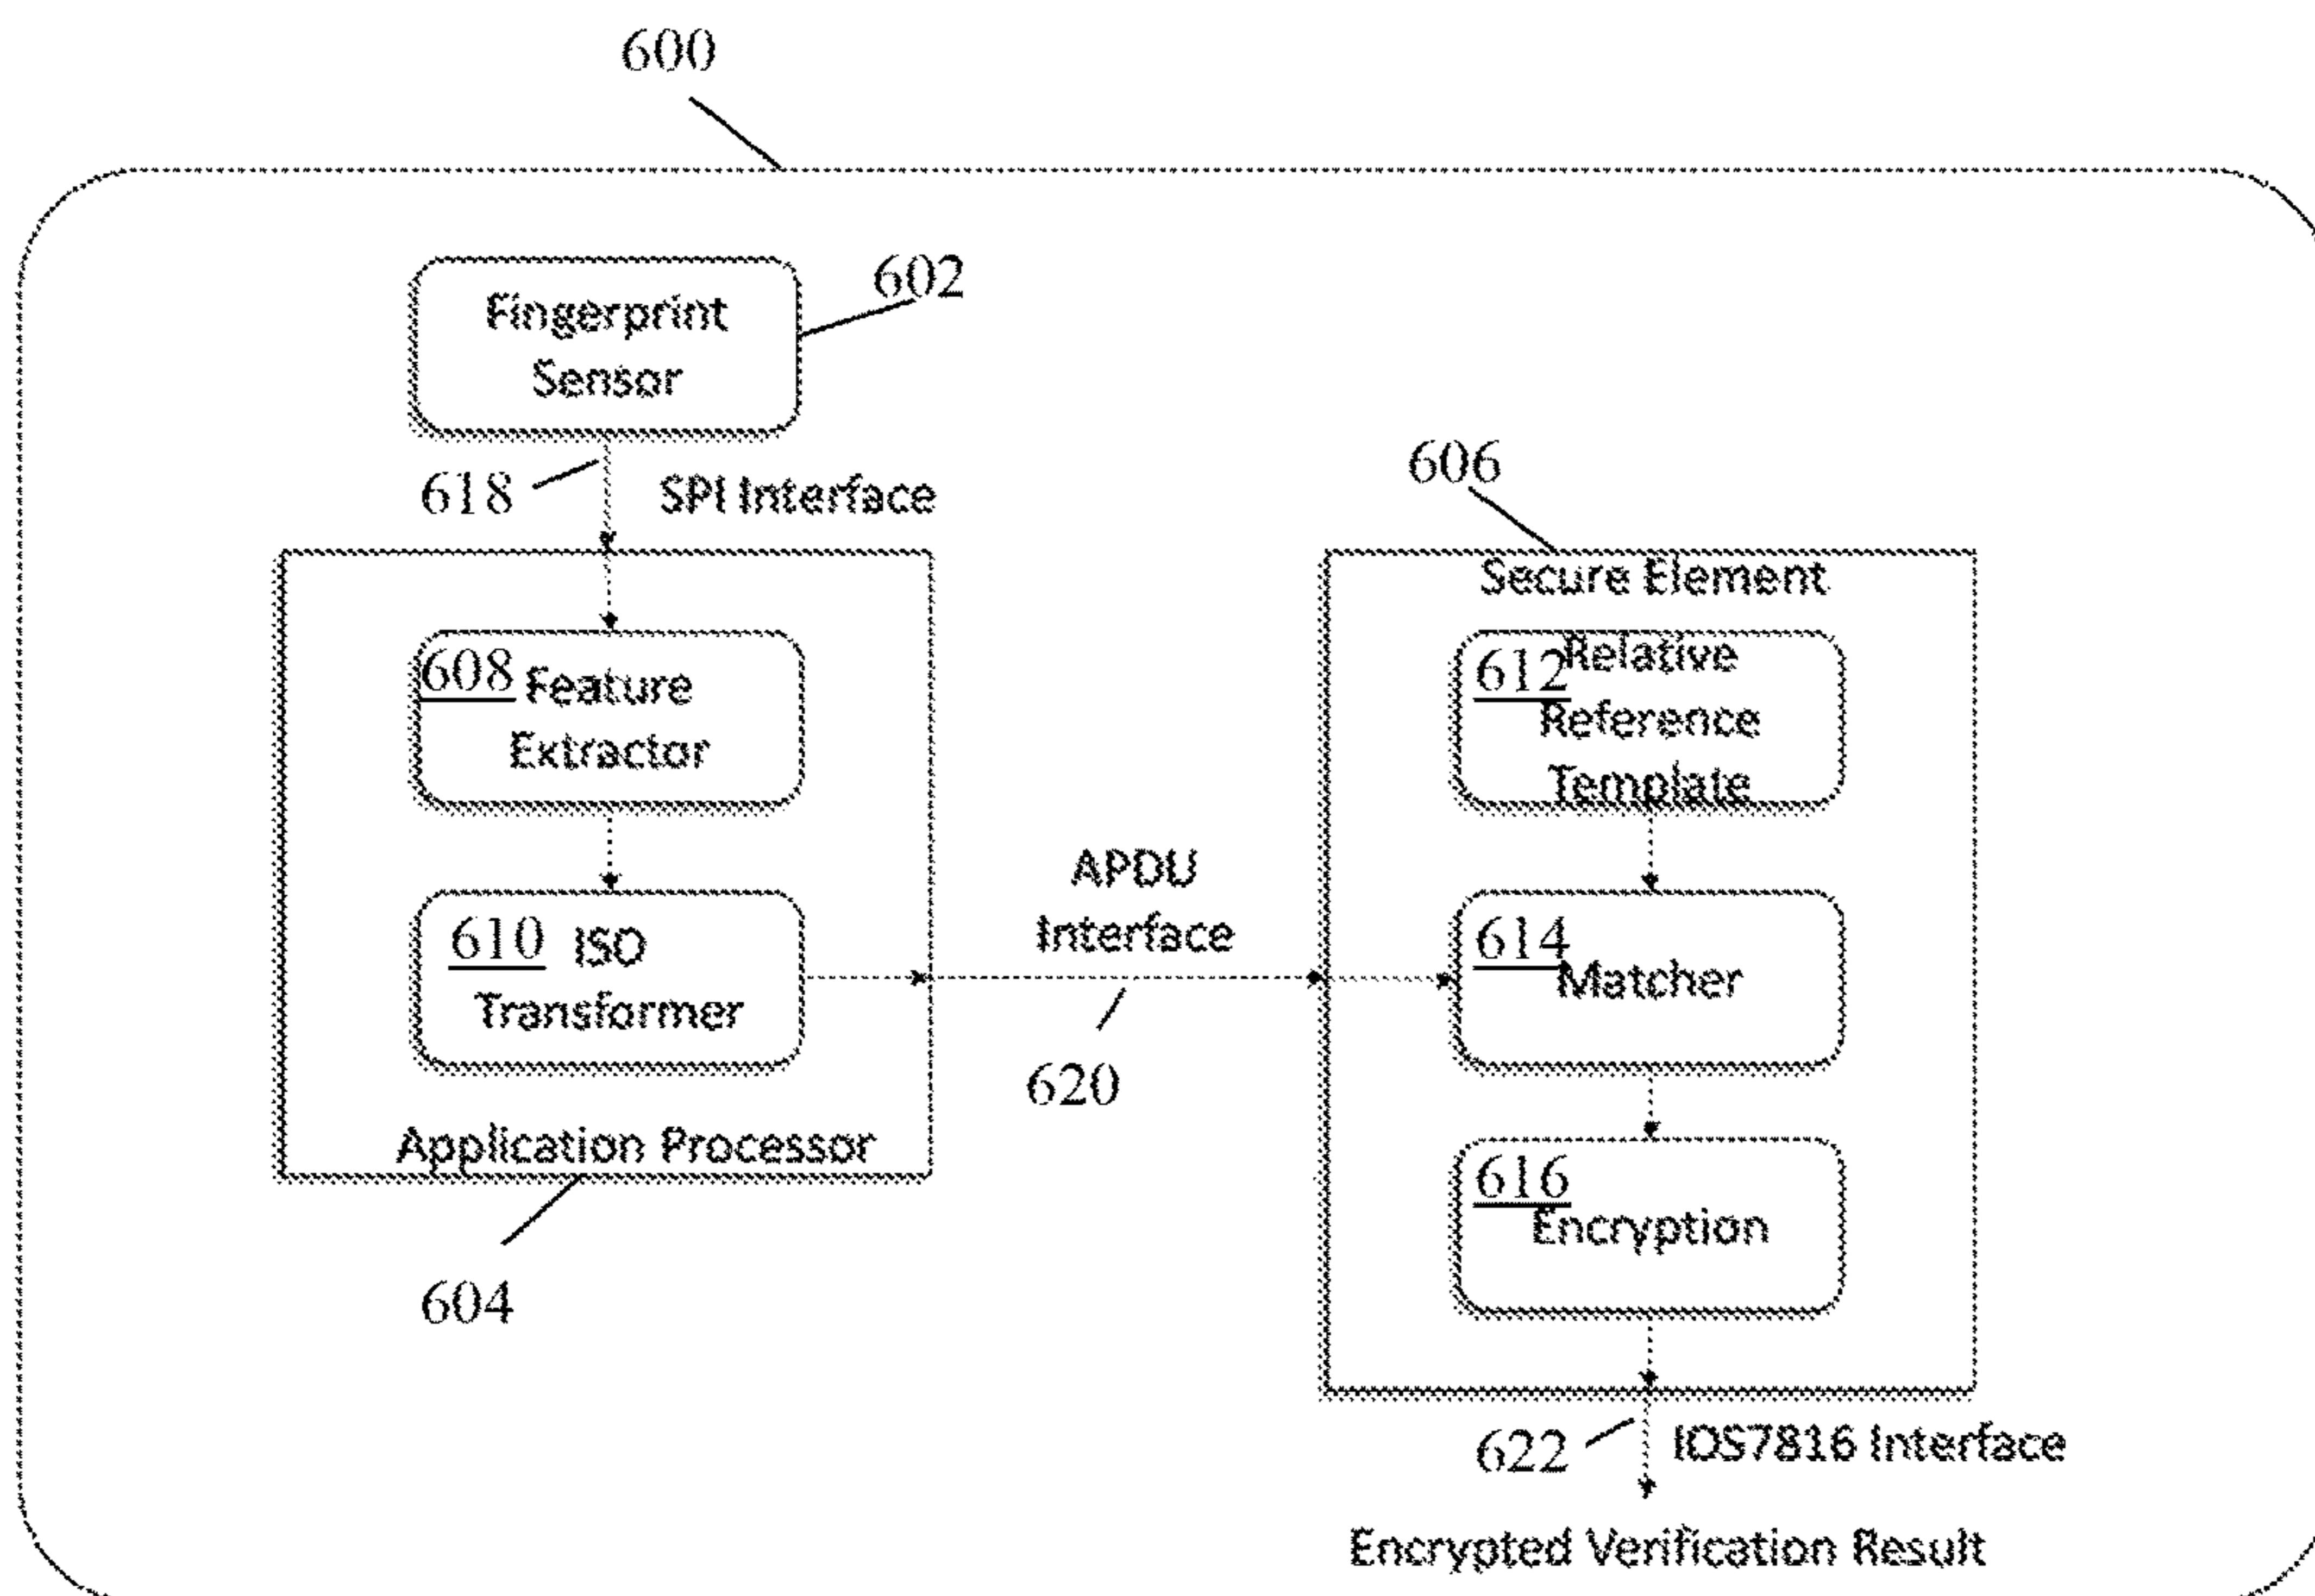 600
Fingerprint
Sensor
602
618
SPI Interface
606
Secure Element
608 Feature
Extractor
612 Relative
Reference
Template
610 ISO
Transformer
APDU
Interface
614
Matcher
620
Application Processor
604
616
Encryption
622
IOS7816 Interface
Encrypted Verification Result